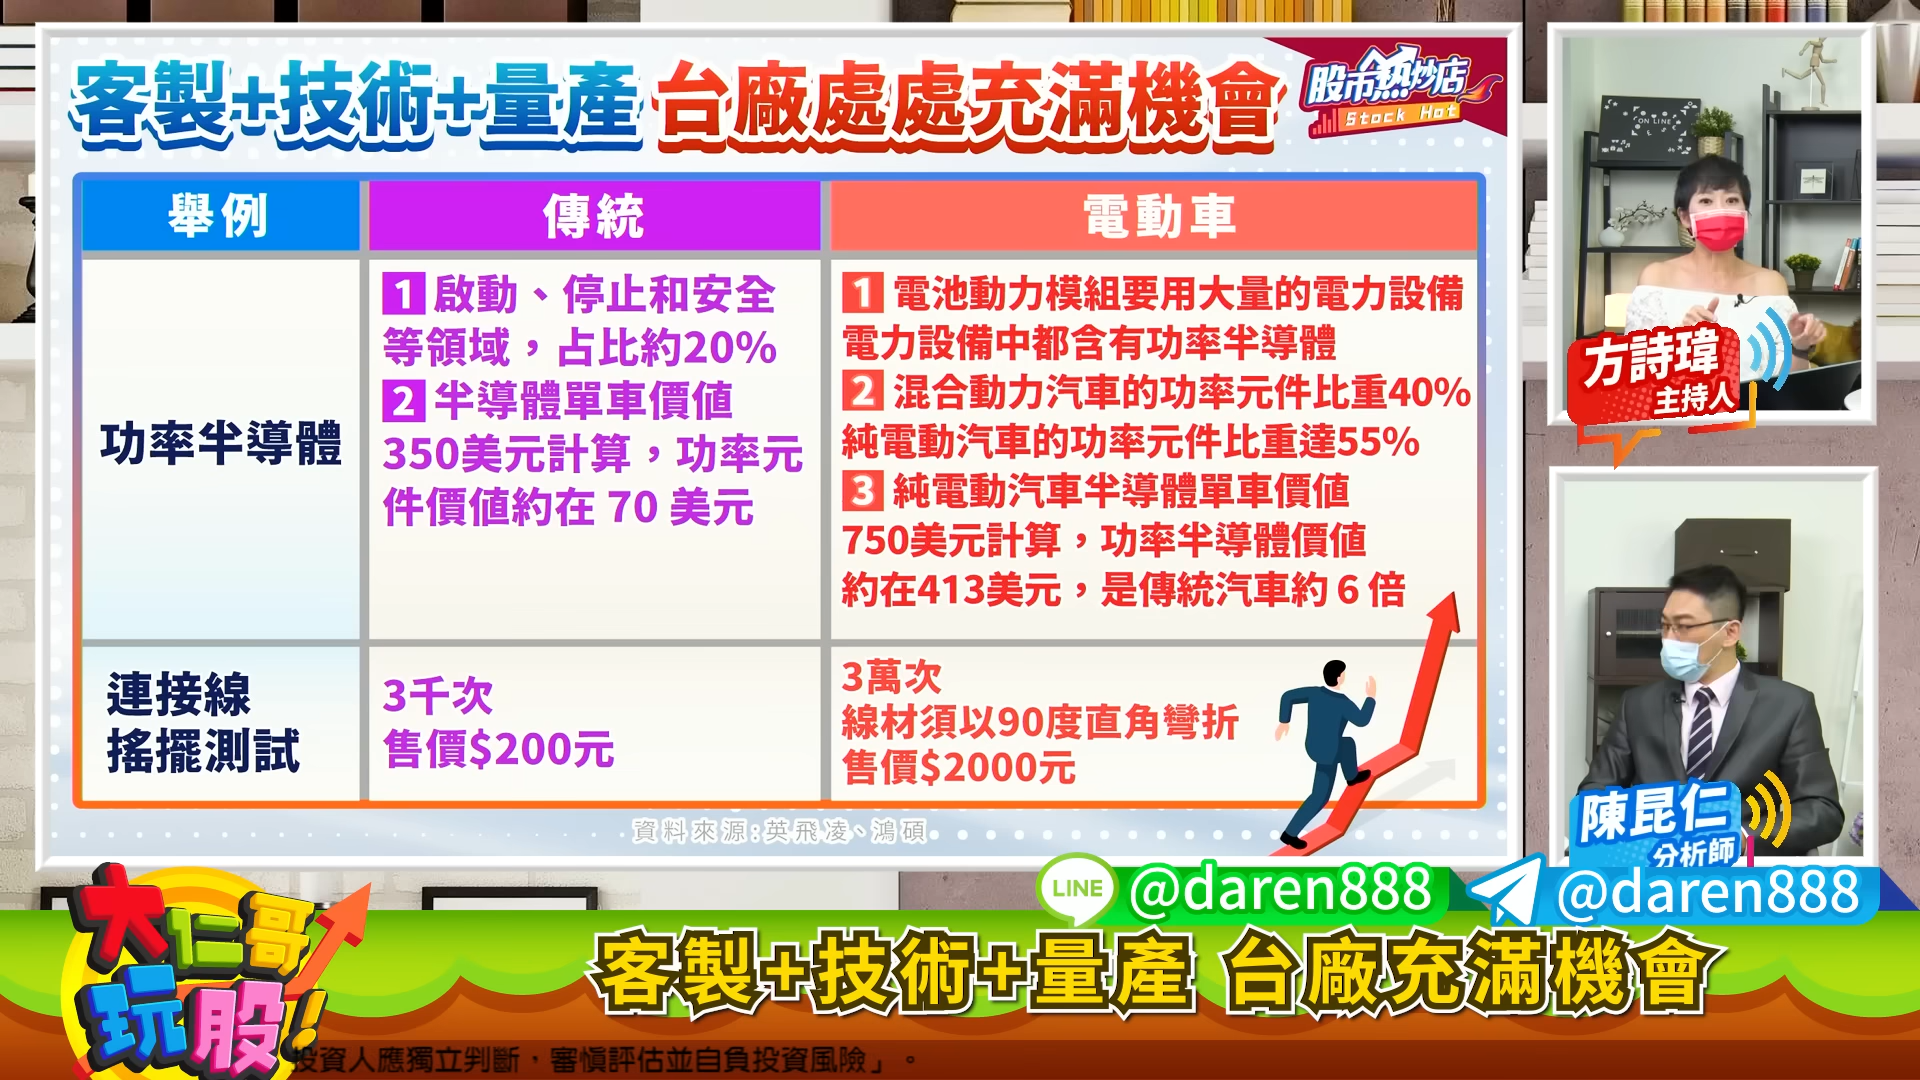 客製+技術+量產 台廠處處充滿機會
股市熱炒店
Stock Hot
舉例
傳統
電動車
功率半導體
1 啟動、停止和安全
等領域，占比約20%
2 半導體單車價值
350美元計算，功率元
件價值約在 70 美元
1 電池動力模組要用大量的電力設備
電力設備中都含有功率半導體
2 混合動力汽車的功率元件比重40%
純電動汽車的功率元件比重達55%
3 純電動汽車半導體單車價值
750美元計算，功率半導體價值
約在413美元，是傳統汽車約 6 倍
連接線
搖擺測試
3千次
售價$200元
3萬次
線材須以90度直角彎折
售價$2000元
資料來源:英飛凌、鴻碩
ON LINE
方詩瑋
主持人
陳昆仁
分析師
LINE @daren888
@daren888
大仁哥
玩股!
客製+技術+量產 台廠充滿機會
投資人應獨立判斷，審慎評估並自負投資風險」。